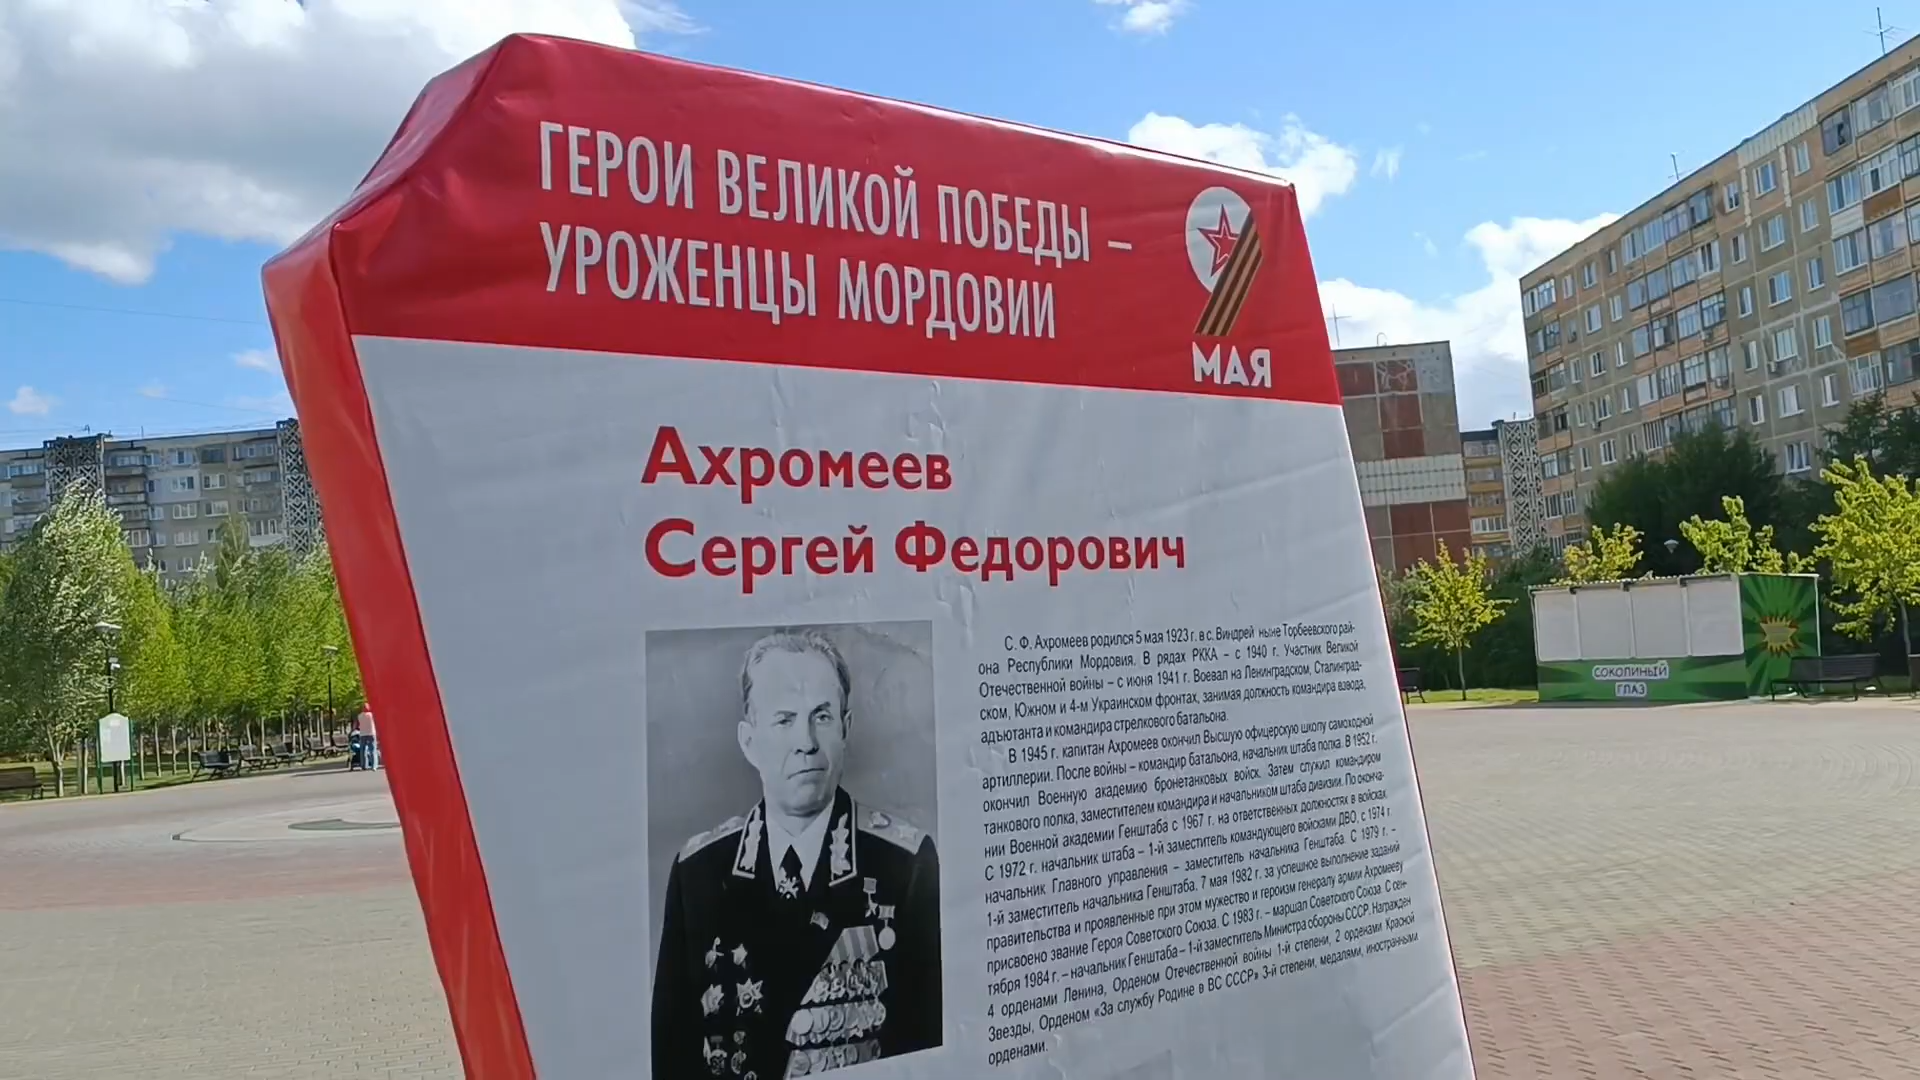 ГЕРОИ ВЕЛИКОЙ ПОБЕДЫ –
УРОЖЕНЦЫ МОРДОВИИ
9
МАЯ
Ахромеев
Сергей Федорович
С. Ф. Ахромеев родился 5 мая 1923 г. в с. Виндрей ныне Торбеевского рай-
она Республики Мордовия. В рядах РККА – с 1940 г. Участник Великой
Отечественной войны – с июня 1941 г. Воевал на Ленинградском, Сталинград-
ском, Южном и 4-м Украинском фронтах, занимая должность командира взвода,
адъютанта и командира стрелкового батальона.
В 1945 г. капитан Ахромеев окончил Высшую офицерскую школу самоходной
артиллерии. После войны – командир батальона, начальник штаба полка. В 1952 г.
окончил Военную академию бронетанковых войск. Затем служил командиром
танкового полка, заместителем командира и начальником штаба дивизии. По оконча-
нии Военной академии Генштаба с 1967 г. на ответственных должностях в войсках.
С 1972 г. начальник штаба – 1-й заместитель командующего войсками ДВО, с 1974 г.
начальник Главного управления – заместитель начальника Генштаба. С 1979 г. –
1-й заместитель начальника Генштаба. 7 мая 1982 г. за успешное выполнение заданий
правительства и проявленные при этом мужество и героизм генералу армии Ахромееву
присвоено звание Героя Советского Союза. С 1983 г. – маршал Советского Союза. С сен-
тября 1984 г. – начальник Генштаба – 1-й заместитель Министра обороны СССР. Награжден
4 орденами Ленина, Орденом Отечественной войны 1-й степени, 2 орденами Красной
Звезды, Орденом «За службу Родине в ВС СССР» 3-й степени, медалями, иностранными
орденами.
СОКОЛИНЫЙ
ГЛАЗ